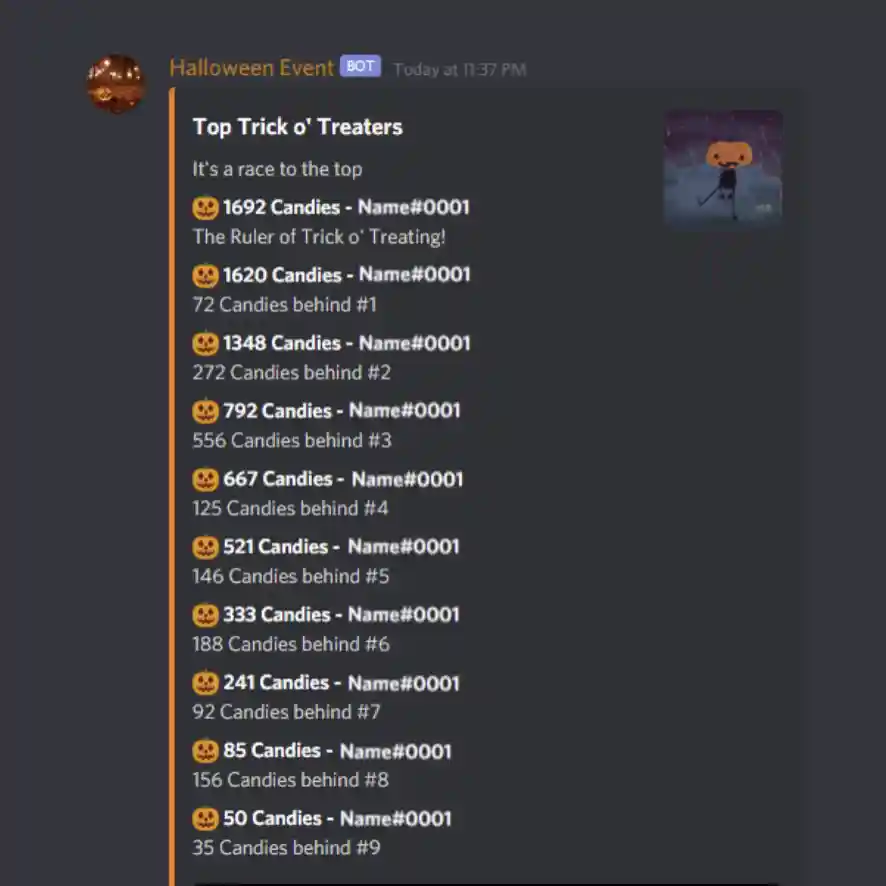 Halloween Event BOT Today at 11:37 PM
Top Trick o' Treaters
It's a race to the top
1692 Candies - Name#0001
The Ruler of Trick o' Treating!
1620 Candies - Name#0001
72 Candies behind #1
1348 Candies - Name#0001
272 Candies behind #2
792 Candies - Name#0001
556 Candies behind #3
667 Candies - Name#0001
125 Candies behind #4
521 Candies - Name#0001
146 Candies behind #5
333 Candies - Name#0001
188 Candies behind #6
241 Candies - Name#0001
92 Candies behind #7
85 Candies - Name#0001
156 Candies behind #8
50 Candies - Name#0001
35 Candies behind #9